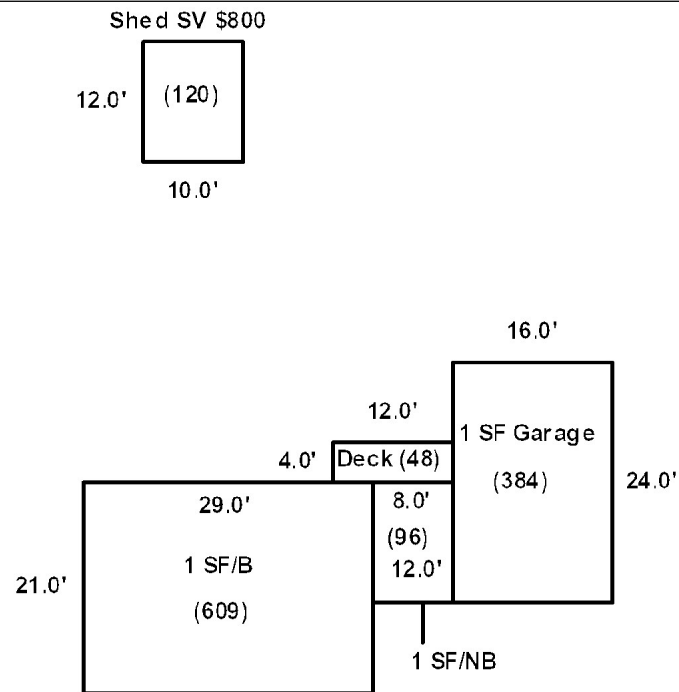 Shed SV $800
12.0'
(120)
10.0'
16.0'
12.0'
1 SF Garage
4.0'
Deck (48)
(384)
24.0'
29.0'
8.0'
(96)
12.0'
21.0'
1 SF/B
(609)
1 SF/NB